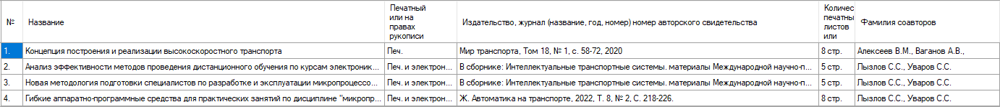 № Название Печатный или на правах рукописи Издательство, журнал (название, год, номер) номер авторского свидетельства Количес печатны листов или Фамилия соавторов
1. Концепция построения и реализации высокоскоростного транспорта Печ. Мир транспорта, Том 18, № 1, с. 58-72, 2020 8 стр. Алексеев В.М., Ваганов А.В.,
2. Анализ эффективности методов проведения дистанционного обучения по курсам электроник... Печ. и электрон... В сборнике: Интеллектуальные транспортные системы. материалы Международной научно-п... 5 стр. Лызлов С.С., Уваров С.С.
3. Новая методология подготовки специалистов по разработке и эксплуатации микропроцессо... Печ. и электрон... В сборнике: Интеллектуальные транспортные системы. материалы Международной научно-п... 5 стр. Лызлов С.С., Уваров С.С.
4. Гибкие аппаратно-программные средства для практических занятий по дисциплине "микропр... Печ. и электрон... Ж. Автоматика на транспорте, 2022, Т. 8, № 2, С. 218-226. 8 стр. Лызлов С.С., Уваров С.С.